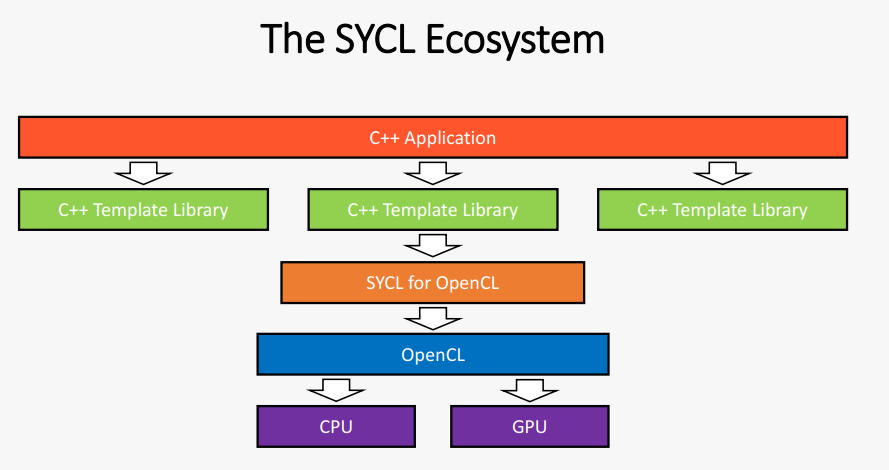 The SYCL Ecosystem
C++ Application
C++ Template Library
C++ Template Library
C++ Template Library
SYCL for OpenCL
OpenCL
CPU
GPU